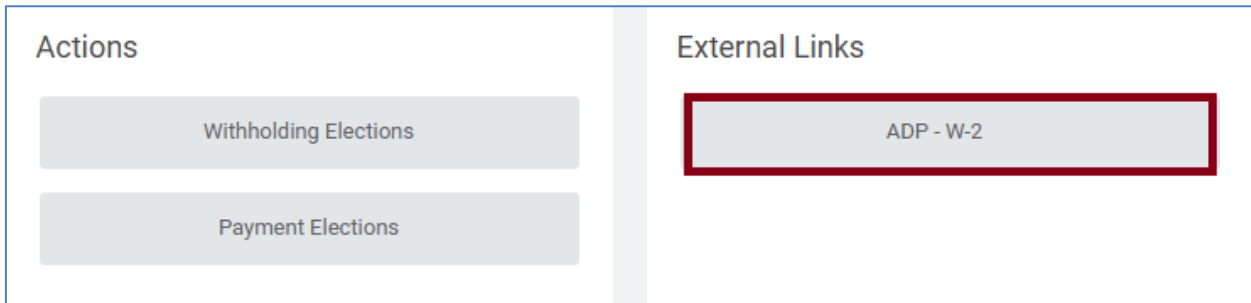 Actions
Withholding Elections
Payment Elections
External Links
ADP - W-2